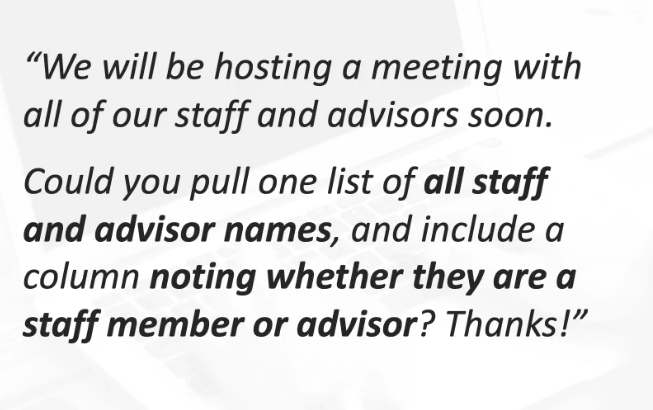 “We will be hosting a meeting with
all of our staff and advisors soon.
Could you pull one list of all staff
and advisor names, and include a
column noting whether they are a
staff member or advisor? Thanks!”